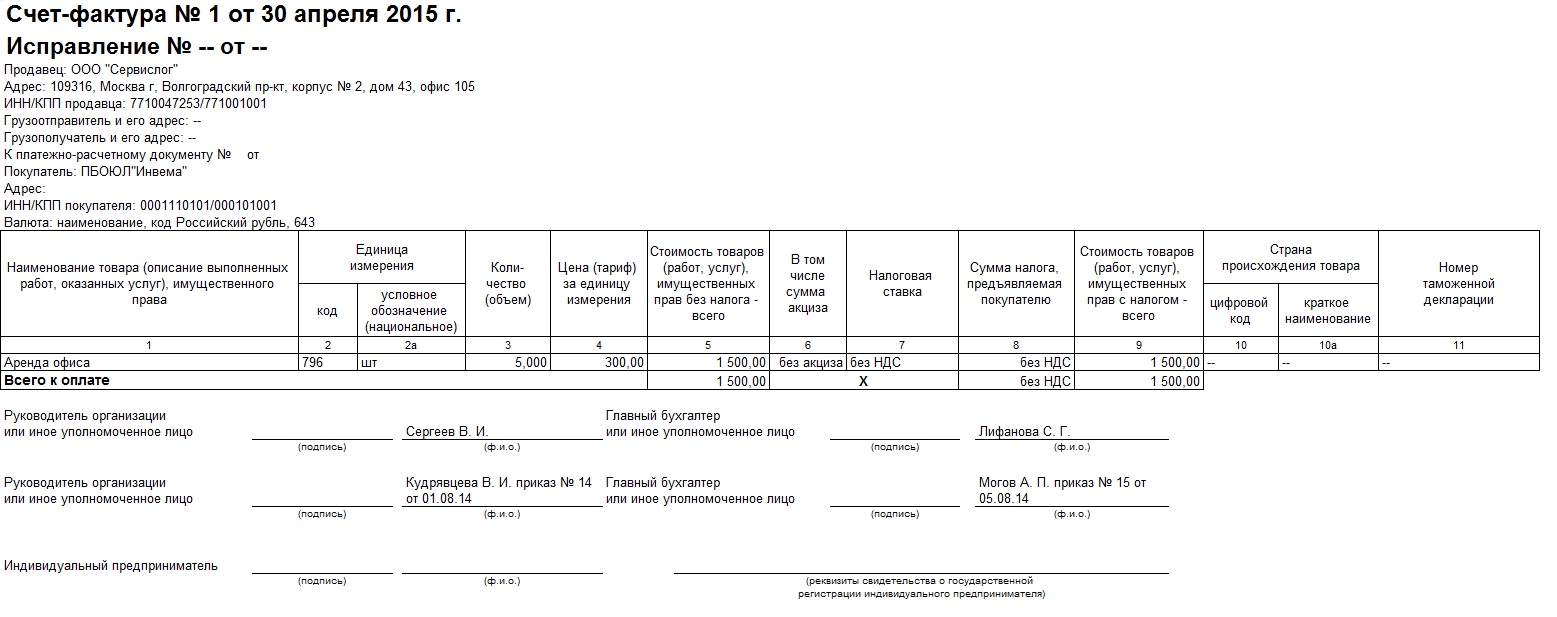 Счет-фактура № 1 от 30 апреля 2015 г.
Исправление № -- от --
Продавец: ООО "Сервислог"
Адрес: 109316, Москва г, Волгоградский пр-кт, корпус № 2, дом 43, офис 105
ИНН/КПП продавца: 7710047253/771001001
Грузоотправитель и его адрес: --
Грузополучатель и его адрес: --
К платежно-расчетному документу № от
Покупатель: ПБОЮЛ"Инвема"
Адрес:
ИНН/КПП покупателя: 0001110101/000101001
Валюта: наименование, код Российский рубль, 643
Наименование товара (описание выполненных
работ, оказанных услуг), имущественного
права
Единица
измерения
код
условное
обозначение
(национальное)
Коли-
чество
(объем)
Цена (тариф)
за единицу
измерения
Стоимость товаров
(работ, услуг),
имущественных
прав без налога -
всего
В том
числе
сумма
акциза
Налоговая
ставка
Сумма налога,
предъявляемая
покупателю
Стоимость товаров
(работ, услуг),
имущественных
прав с налогом -
всего
Страна
происхождения товара
цифровой
код
краткое
наименование
Номер
таможенной
декларации
1 2 2а 3 4 5 6 7 8 9 10 10а 11
Аренда офиса 796 шт 5,000 300,00 1 500,00 без акциза без НДС без НДС 1 500,00 -- -- --
Всего к оплате 1 500,00 Х без НДС 1 500,00
Руководитель организации
или иное уполномоченное лицо Сергеев В. И.
(подпись) (ф.и.о.)
Главный бухгалтер
или иное уполномоченное лицо Лифанова С. Г.
(подпись) (ф.и.о.)
Руководитель организации
или иное уполномоченное лицо
Кудрявцева В. И. приказ № 14
от 01.08.14
(подпись) (ф.и.о.)
Главный бухгалтер
или иное уполномоченное лицо
Могов А. П. приказ № 15 от
05.08.14
(подпись) (ф.и.о.)
Индивидуальный предприниматель
(подпись) (ф.и.о.)
(реквизиты свидетельства о государственной
регистрации индивидуального предпринимателя)